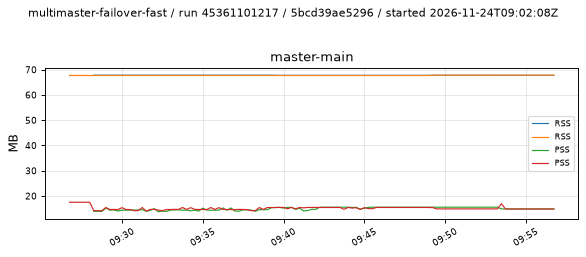 multimaster-failover-fast / run 45361101217 / 5bcd39ae5296 / started 2026-11-24T09:02:08Z
master-main
MB
70
60
50
40
30
20
RSS
RSS
PSS
PSS
09:30
09:35
09:40
09:45
09:50
09:55